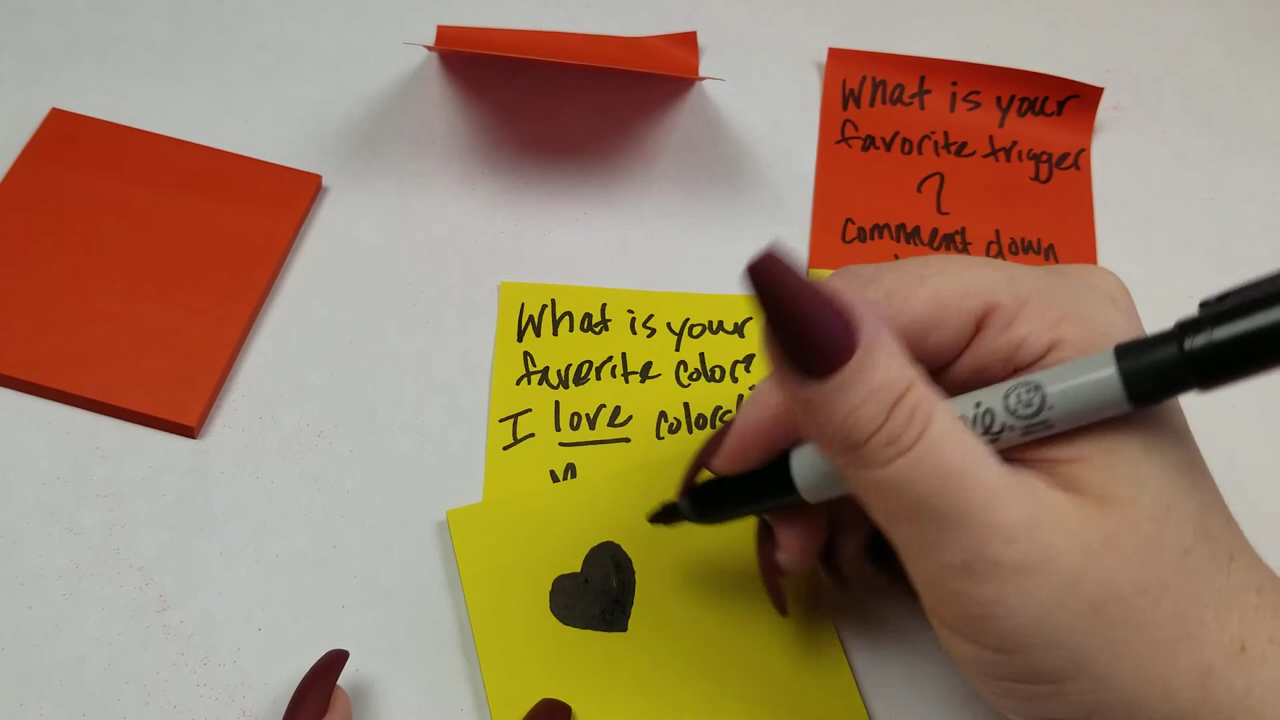 What is your
favorite trigger
?
comment down
What is your
favorite color?
I love colors!